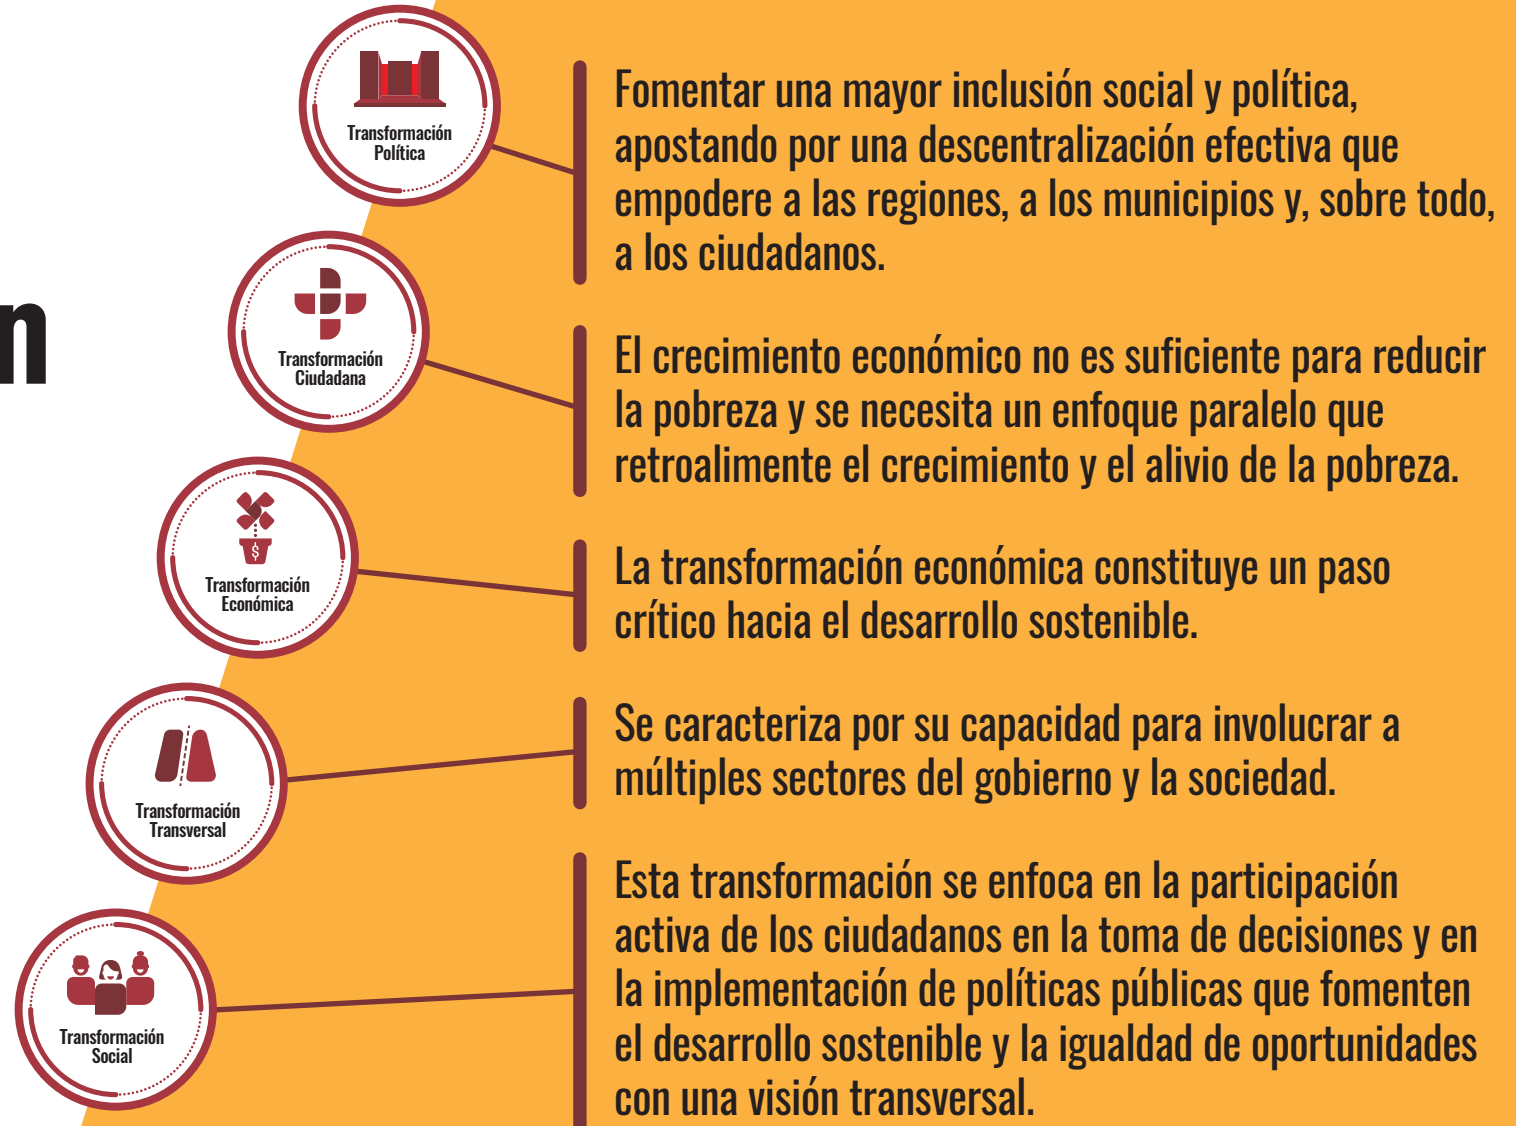 Transformación
Política
Fomentar una mayor inclusión social y política,
apostando por una descentralización efectiva que
empodere a las regiones, a los municipios y, sobre todo,
a los ciudadanos.
n
Transformación
Ciudadana
El crecimiento económico no es suficiente para reducir
la pobreza y se necesita un enfoque paralelo que
retroalimente el crecimiento y el alivio de la pobreza.
$
Transformación
Económica
La transformación económica constituye un paso
crítico hacia el desarrollo sostenible.
Transformación
Transversal
Se caracteriza por su capacidad para involucrar a
múltiples sectores del gobierno y la sociedad.
Transformación
Social
Esta transformación se enfoca en la participación
activa de los ciudadanos en la toma de decisiones y en
la implementación de políticas públicas que fomenten
el desarrollo sostenible y la igualdad de oportunidades
con una visión transversal.